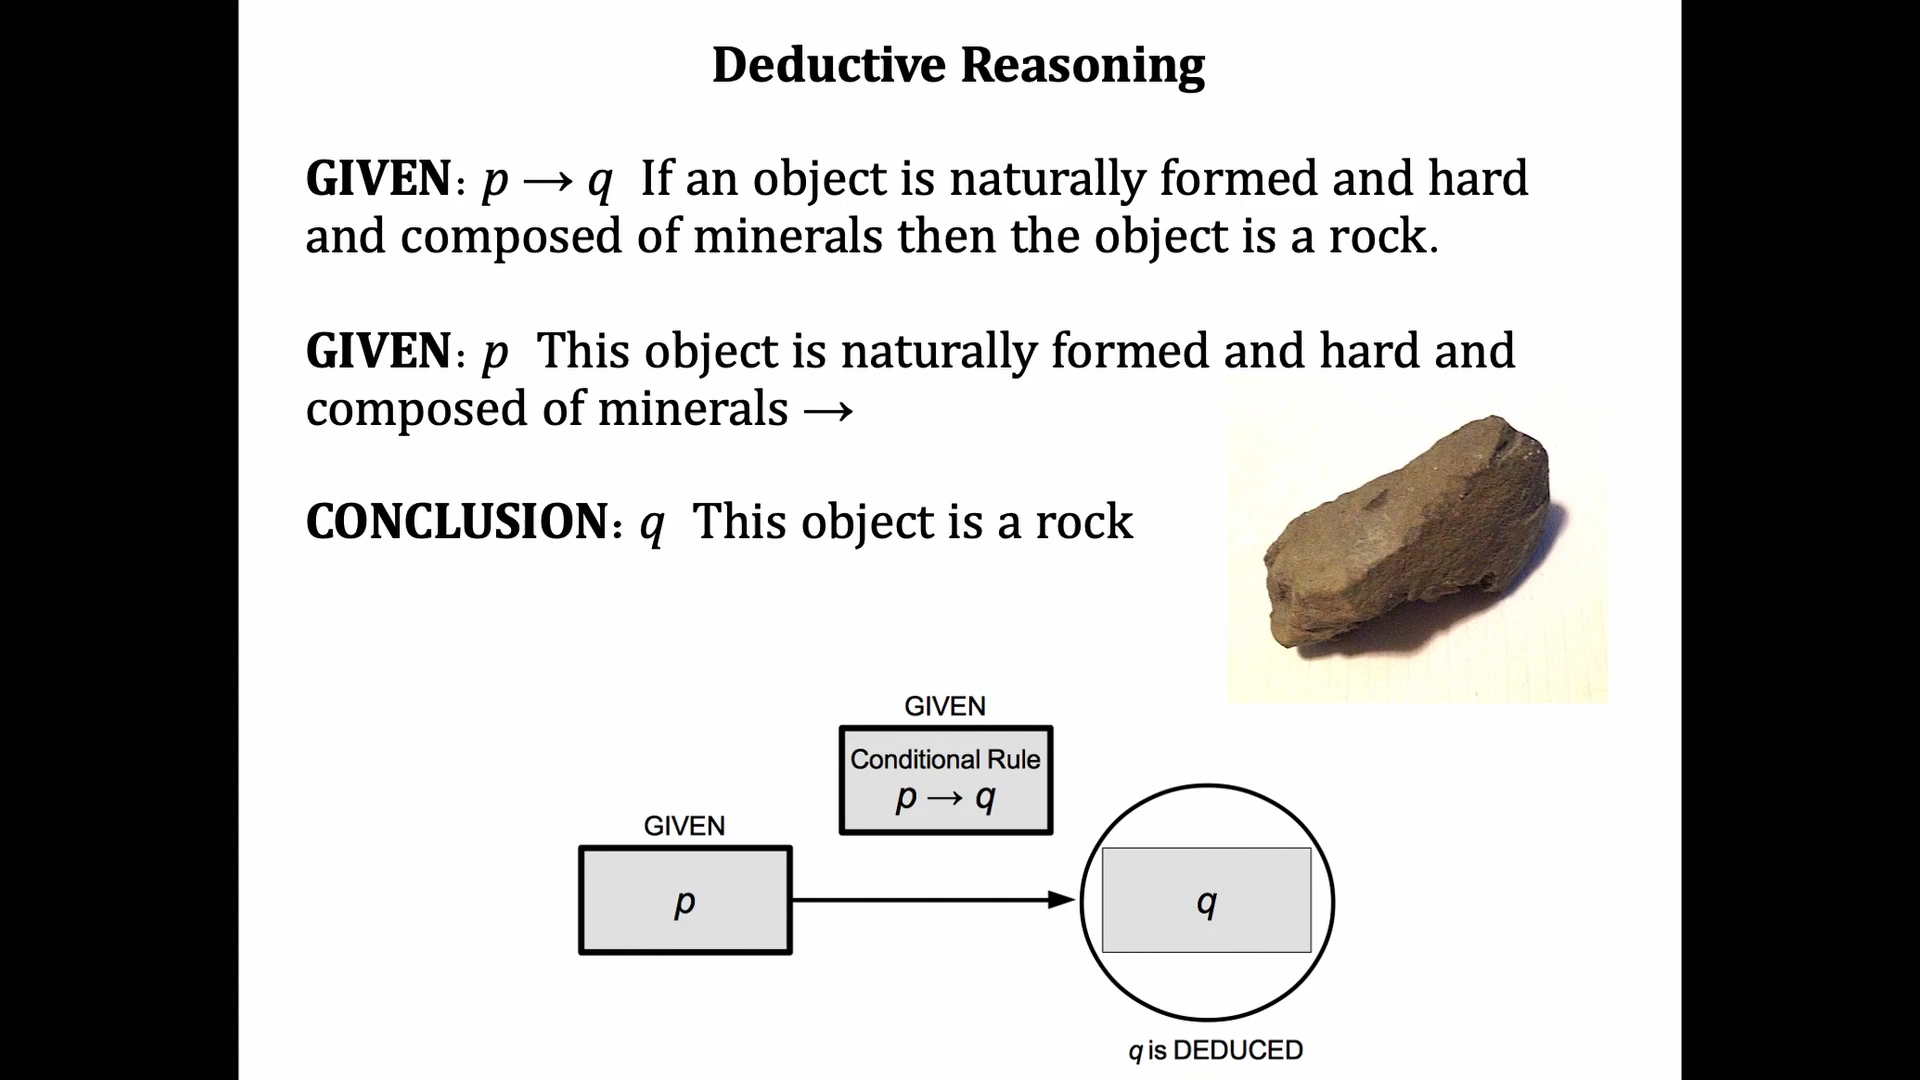 Deductive Reasoning
GIVEN: p → q If an object is naturally formed and hard
and composed of minerals then the object is a rock.
GIVEN: p This object is naturally formed and hard and
composed of minerals →
CONCLUSION: q This object is a rock
GIVEN
Conditional Rule
p → q
GIVEN
p
q
q is DEDUCED